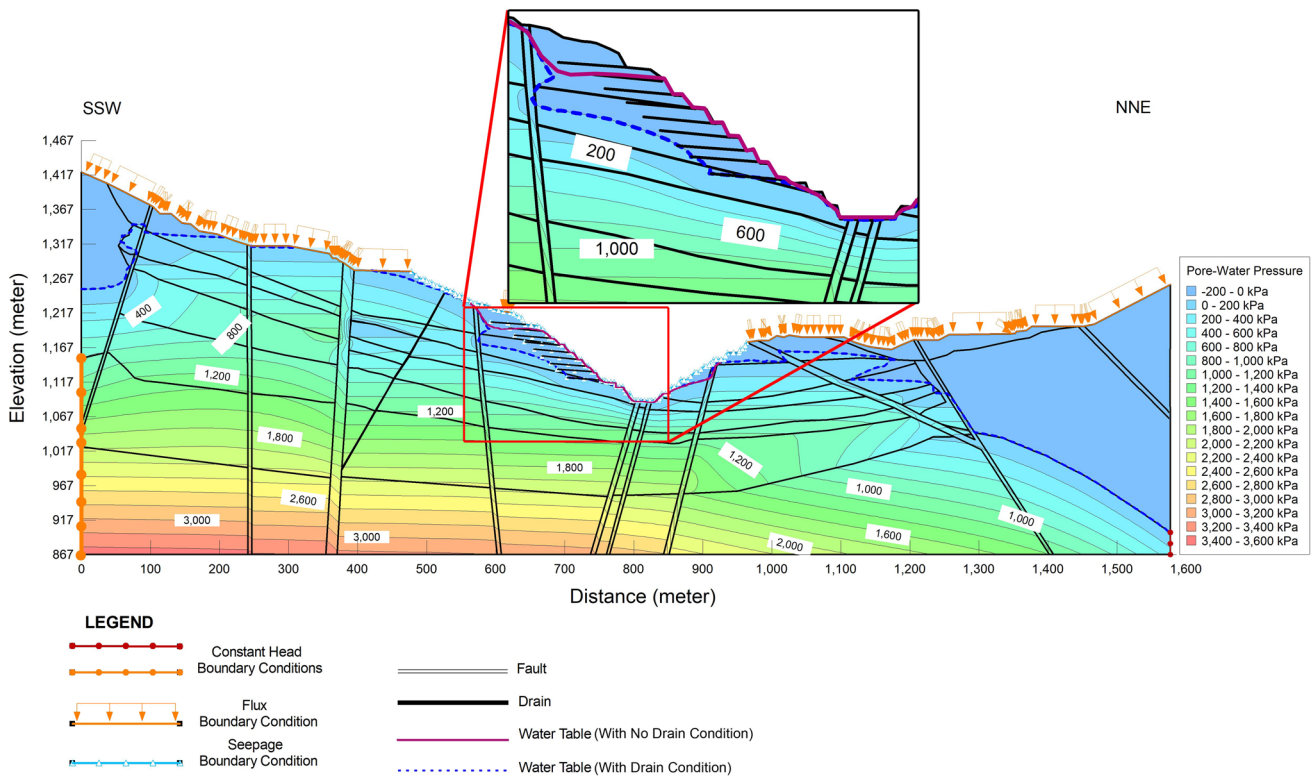 SSW
NNE
1,467
1,417
1,367
1,317
1,267
1,217
1,167
1,117
1,067
1,017
967
917
867
Elevation (meter)
200
600
1,000
400
800
1,200
1,200
1,800
1,800
2,600
3,000
3,000
1,200
1,000
1,000
1,600
2,000
0
100
200
300
400
500
600
700
800
900
1,000
1,100
1,200
1,300
1,400
1,500
1,600
Distance (meter)
Pore-Water Pressure
-200 - 0 kPa
0 - 200 kPa
200 - 400 kPa
400 - 600 kPa
600 - 800 kPa
800 - 1,000 kPa
1,000 - 1,200 kPa
1,200 - 1,400 kPa
1,400 - 1,600 kPa
1,600 - 1,800 kPa
1,800 - 2,000 kPa
2,000 - 2,200 kPa
2,200 - 2,400 kPa
2,400 - 2,600 kPa
2,600 - 2,800 kPa
2,800 - 3,000 kPa
3,000 - 3,200 kPa
3,200 - 3,400 kPa
3,400 - 3,600 kPa
LEGEND
Constant Head
Boundary Conditions
Flux
Boundary Condition
Seepage
Boundary Condition
Fault
Drain
Water Table (With No Drain Condition)
Water Table (With Drain Condition)